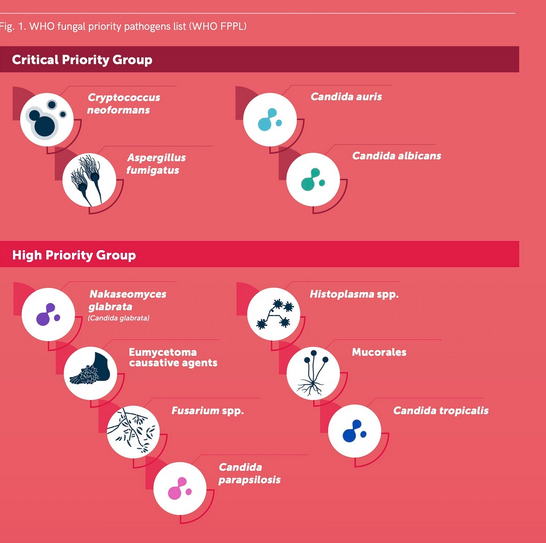 Fig. 1. WHO fungal priority pathogens list (WHO FPPL)
Critical Priority Group
Cryptococcus
neoformans
Candida auris
Aspergillus
fumigatus
Candida albicans
High Priority Group
Nakaseomyces
glabrata
(Candida glabrata)
Histoplasma spp.
Eumycetoma
causative agents
Mucorales
Fusarium spp.
Candida tropicalis
Candida
parapsilosis